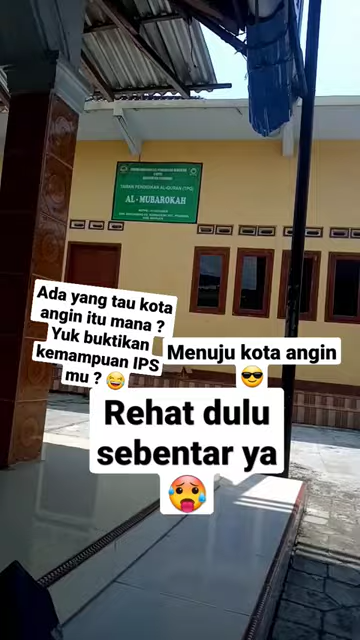 TAMAN PENDIDIKAN AL-QUR'AN (TPQ)
AL - MUBAROKAH
Ada yang tau kota
angin itu mana ?
Yuk buktikan
kemampuan IPS
mu ? 😅
Menuju kota angin
😎
Rehat dulu
sebentar ya
🥵